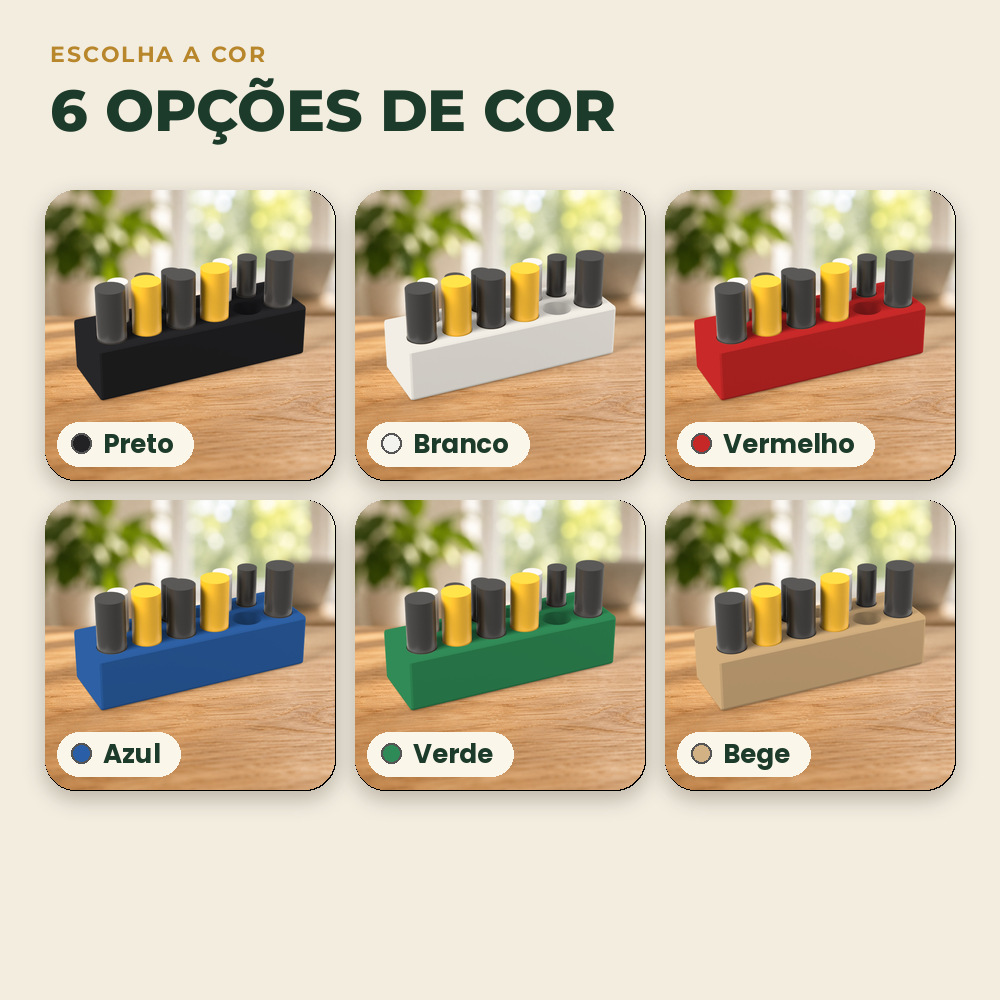 ESCOLHA A COR
6 OPÇÕES DE COR
Preto
Branco
Vermelho
Azul
Verde
Bege